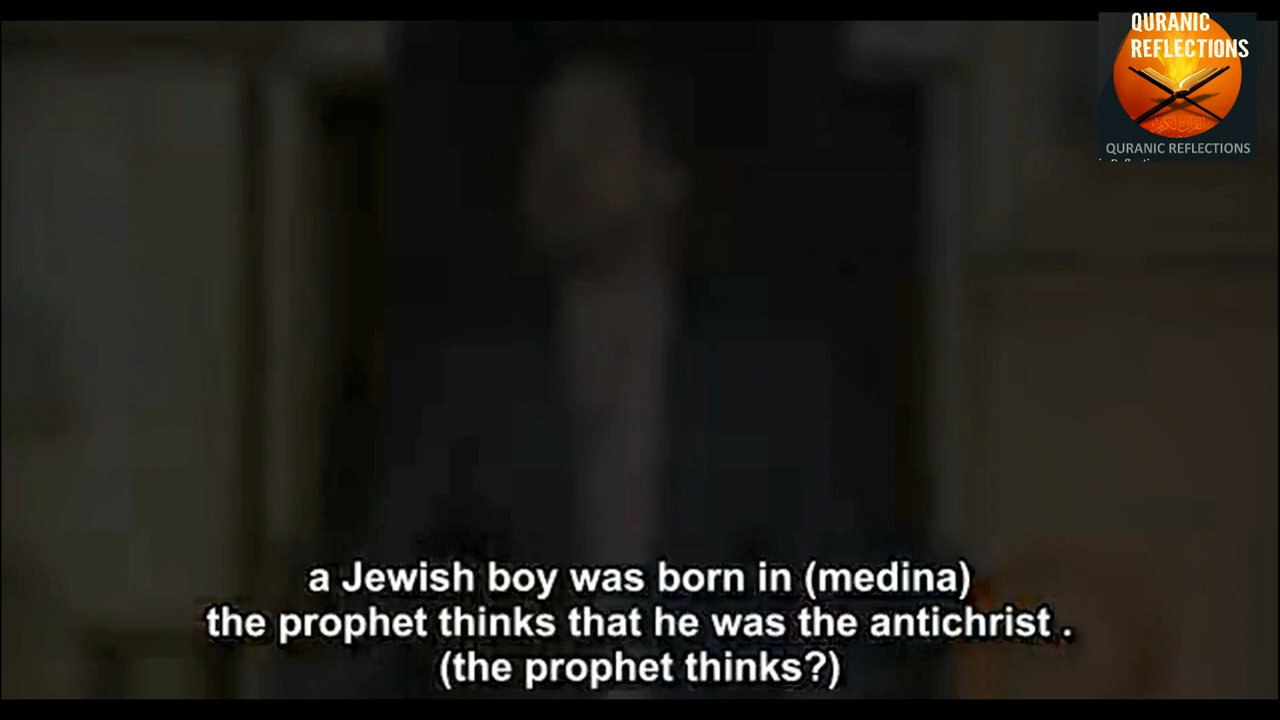 QURANIC
REFLECTIONS
QURANIC REFLECTIONS
a Jewish boy was born in (medina)
the prophet thinks that he was the antichrist .
(the prophet thinks?)